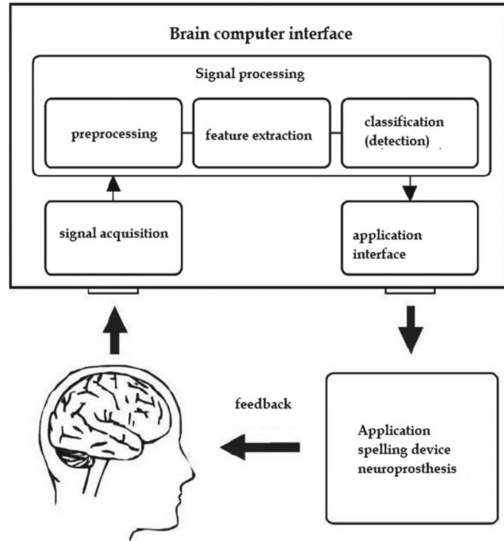 Brain computer interface
Signal processing
preprocessing
feature extraction
classification
(detection)
signal acquisition
application
interface
feedback
Application
spelling device
neuroprosthesis